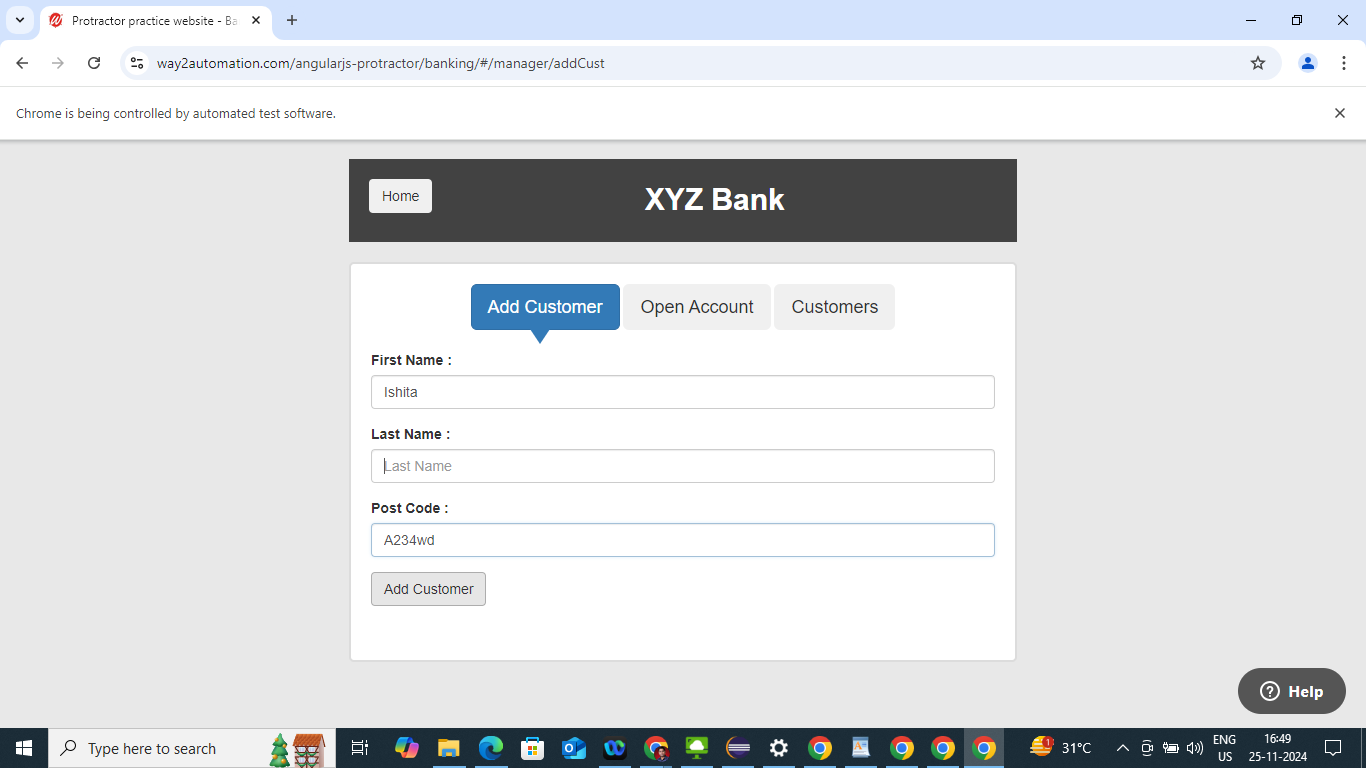 Protractor practice website - Ba
way2automation.com/angularjs-protractor/banking/#/manager/addCust
Chrome is being controlled by automated test software.
Home
XYZ Bank
Add Customer
Open Account
Customers
First Name :
Ishita
Last Name :
Last Name
Post Code :
A234wd
Add Customer
Help
Type here to search
1
31°C
ENG
US
16:49
25-11-2024